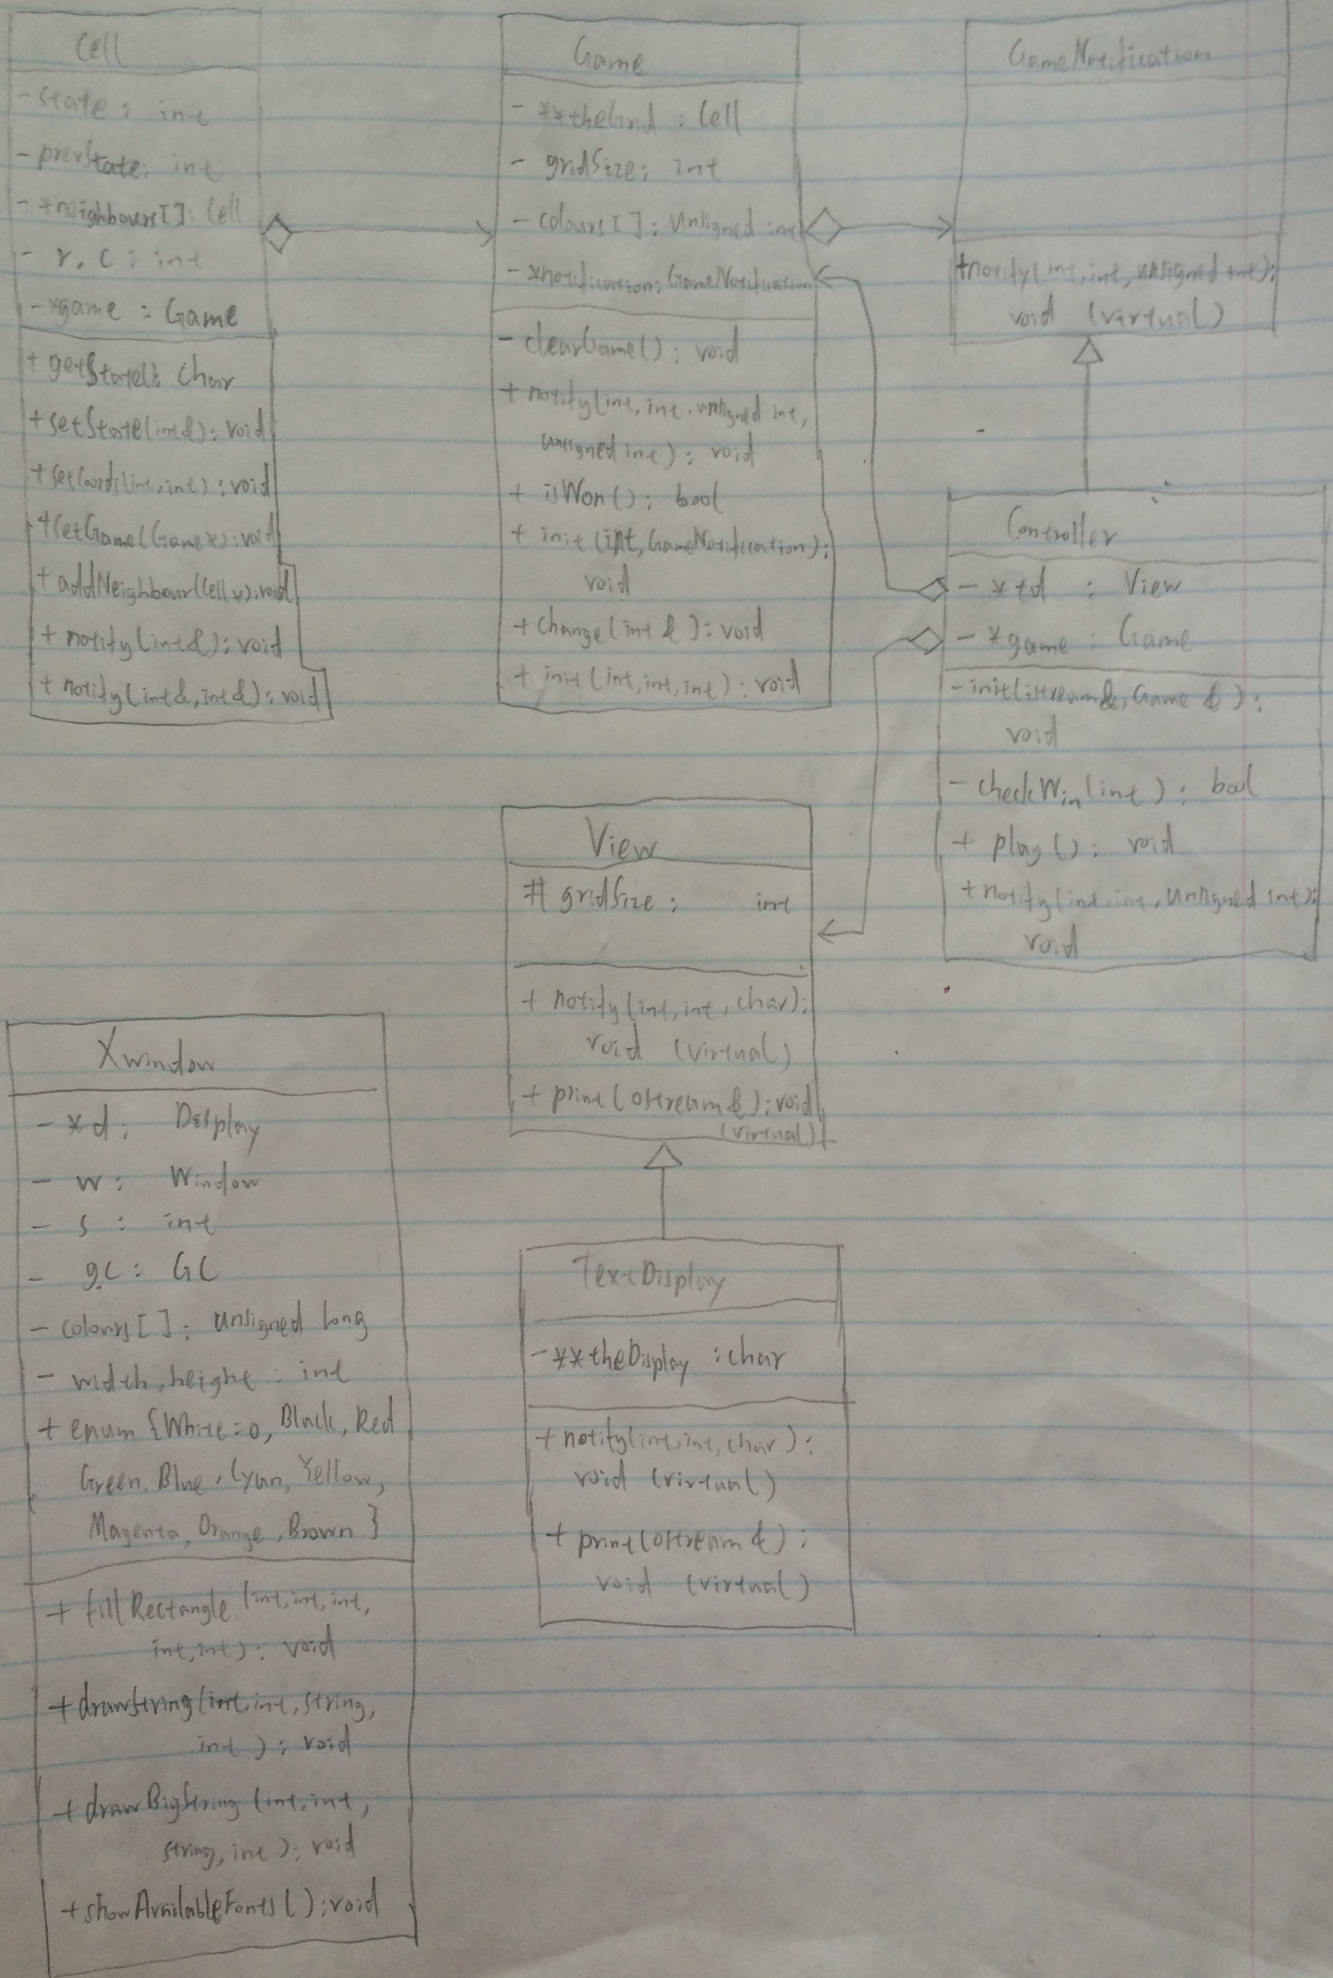 Cell
- state : int
- prevState: int
- *neighbours[]: Cell
- r, c : int
- *game : Game
+ getState(): char
+ setState(int&): void
+ setCoords(int, int): void
+ setGame(Game*): void
+ addNeighbour(Cell*): void
+ notify(int&): void
+ notify(int&, int&): void
Game
- **theGrid : Cell
- gridSize: int
- colours[]: Unsigned int
- *notification: GameNotification
- clearGame(): void
+ notify(int, int, unsigned int,
unsigned int): void
+ isWon(): bool
+ init(int, GameNotification):
void
+ change(int &): void
+ init(int, int, int): void
GameNotification
+notify(int, int, unsigned int):
void (virtual)
Controller
- *td : View
- *game : Game
- init(istream&, Game &):
void
- checkWin(int): bool
+ play(): void
+notify(int, int, Unsigned int):
void
View
# gridSize: int
+ notify(int, int, char):
void (virtual)
+ print(ostream &): void
(virtual)
TextDisplay
- **theDisplay : char
+ notify(int, int, char):
void (virtual)
+ print(ostream &):
void (virtual)
Xwindow
- *d: Display
- w: Window
- s : int
- gc: GC
- colours[]: unsigned long
- width, height: int
+ enum {White=0, Black, Red
Green, Blue, Cyan, Yellow,
Magenta, Orange, Brown }
+ fillRectangle (int, int, int,
int, int): void
+ drawString(int, int, string,
int): void
+ drawBigString (int, int,
string, int): void
+ showAvailableFonts(): void